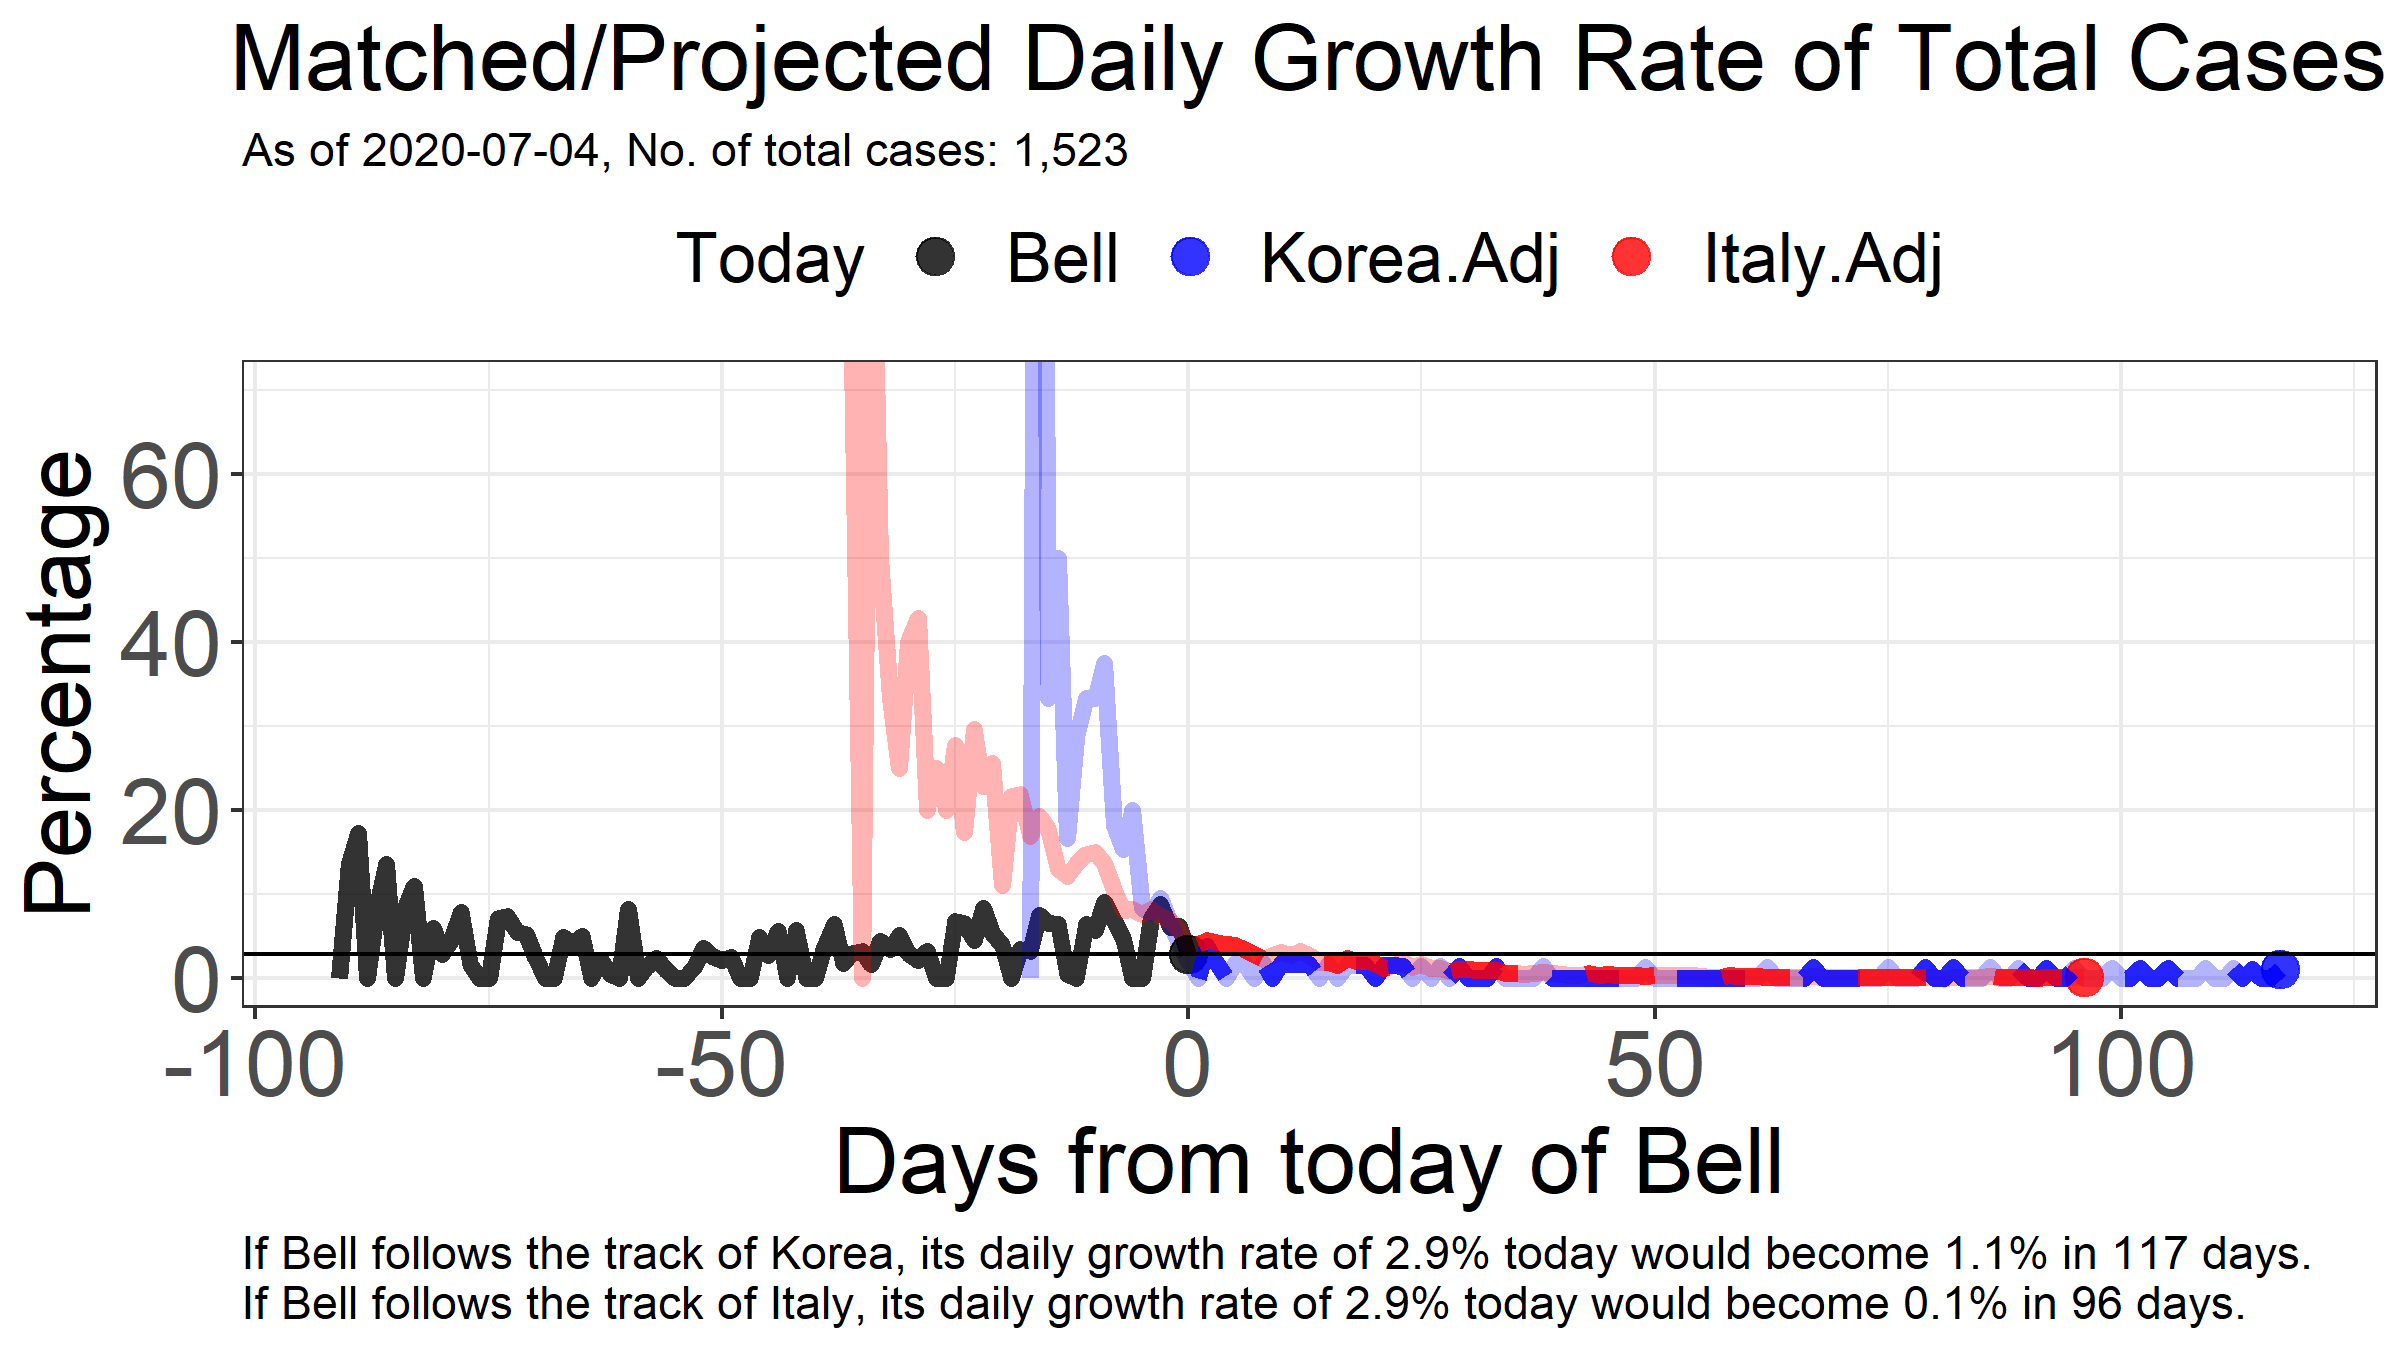 Matched/Projected Daily Growth Rate of Total Cases
As of 2020-07-04, No. of total cases: 1,523
Today Bell Korea.Adj Italy.Adj
Percentage
60
40
20
0
-100 -50 0 50 100
Days from today of Bell
If Bell follows the track of Korea, its daily growth rate of 2.9% today would become 1.1% in 117 days.
If Bell follows the track of Italy, its daily growth rate of 2.9% today would become 0.1% in 96 days.